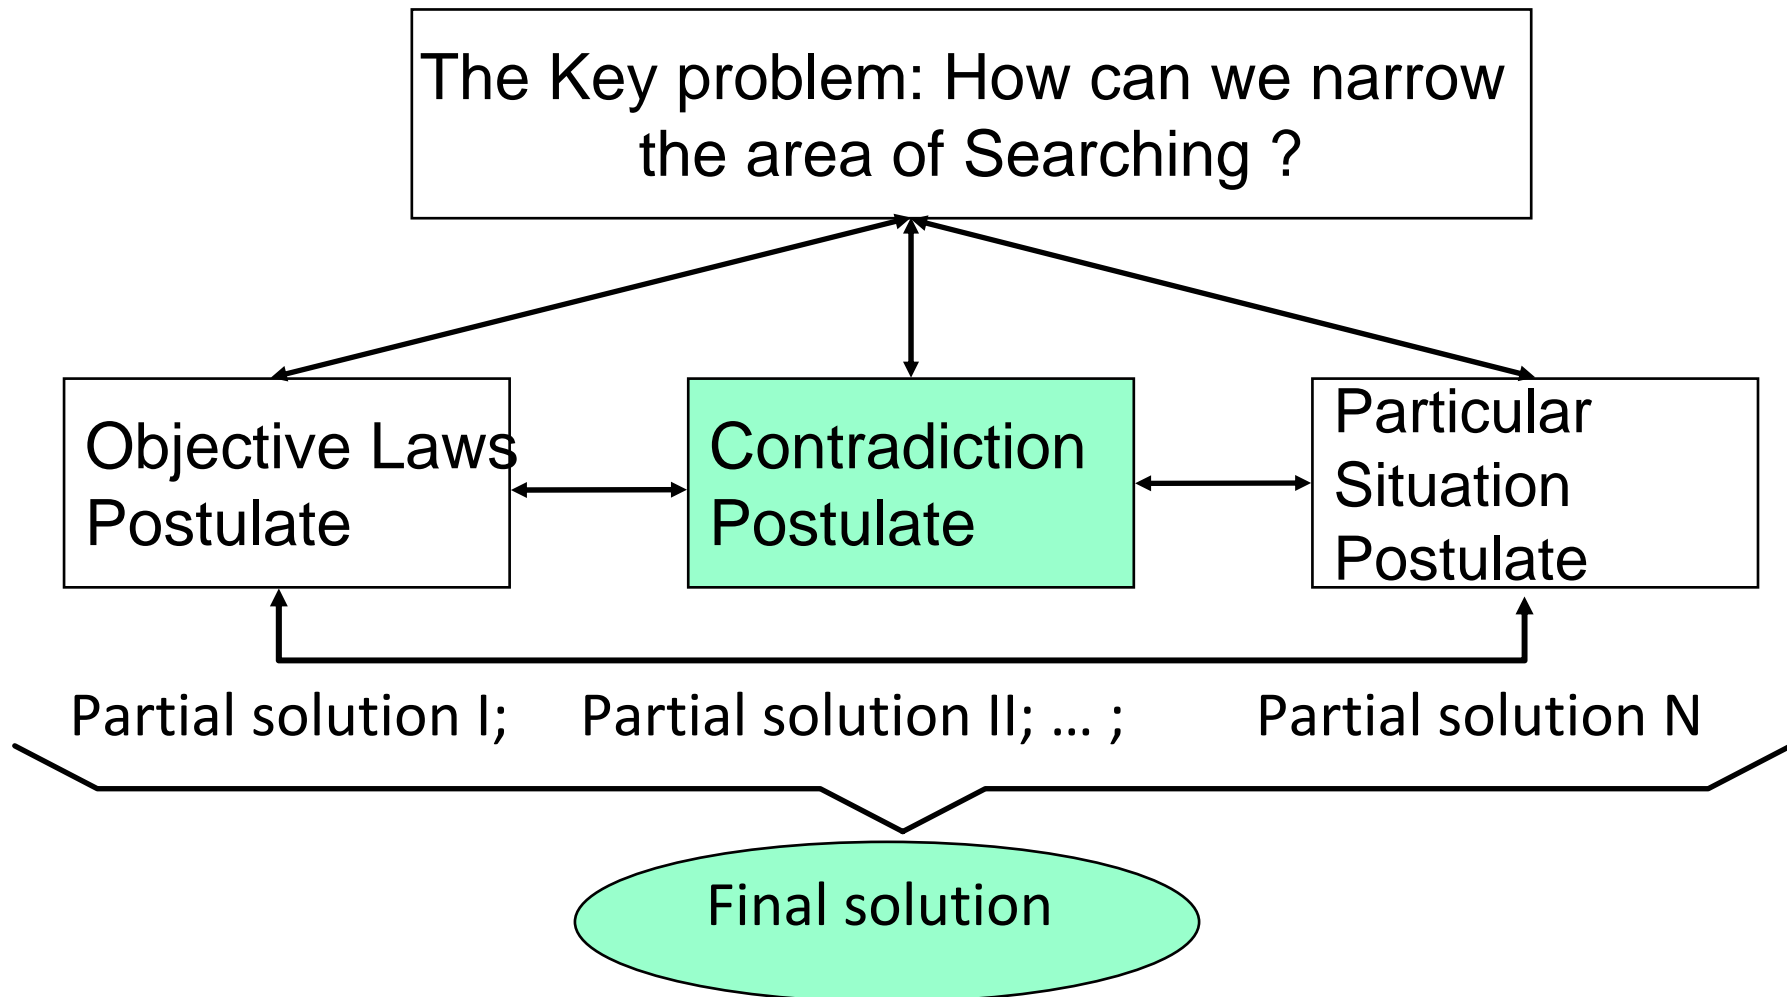 The Key problem: How can we narrow
the area of Searching ?
Objective Laws
Postulate
Contradiction
Postulate
Particular
Situation
Postulate
Partial solution I; Partial solution II; ... ; Partial solution N
Final solution